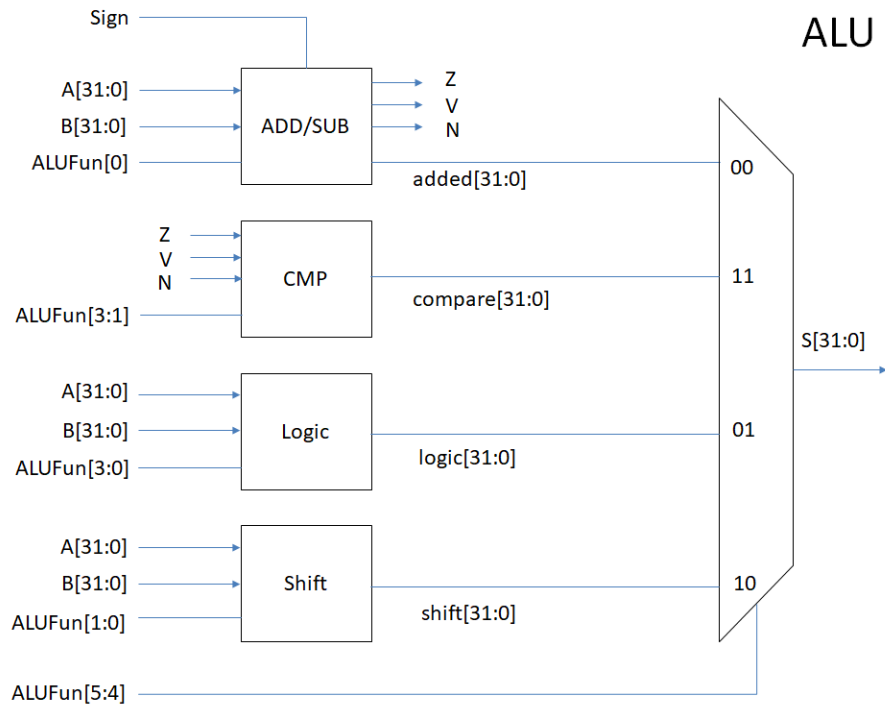 ALU
Sign
A[31:0]
B[31:0]
ALUFun[0]
ADD/SUB
Z
V
N
added[31:0]
00
Z
V
N
ALUFun[3:1]
CMP
compare[31:0]
11
S[31:0]
A[31:0]
B[31:0]
ALUFun[3:0]
Logic
logic[31:0]
01
A[31:0]
B[31:0]
ALUFun[1:0]
Shift
shift[31:0]
10
ALUFun[5:4]